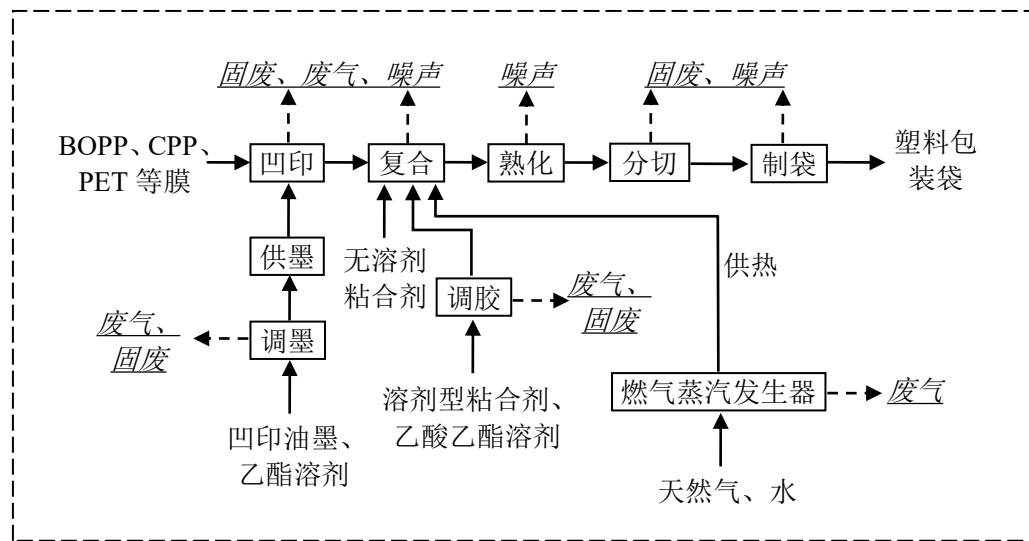 固废、废气、噪声
噪声
固废、噪声
BOPP、CPP、
PET 等膜
凹印
复合
熟化
分切
制袋
塑料包
装袋
供墨
无溶剂
粘合剂
供热
调胶
废气、
固废
废气、
固废
调墨
燃气蒸汽发生器
废气
溶剂型粘合剂、
乙酸乙酯溶剂
凹印油墨、
乙酯溶剂
天然气、水